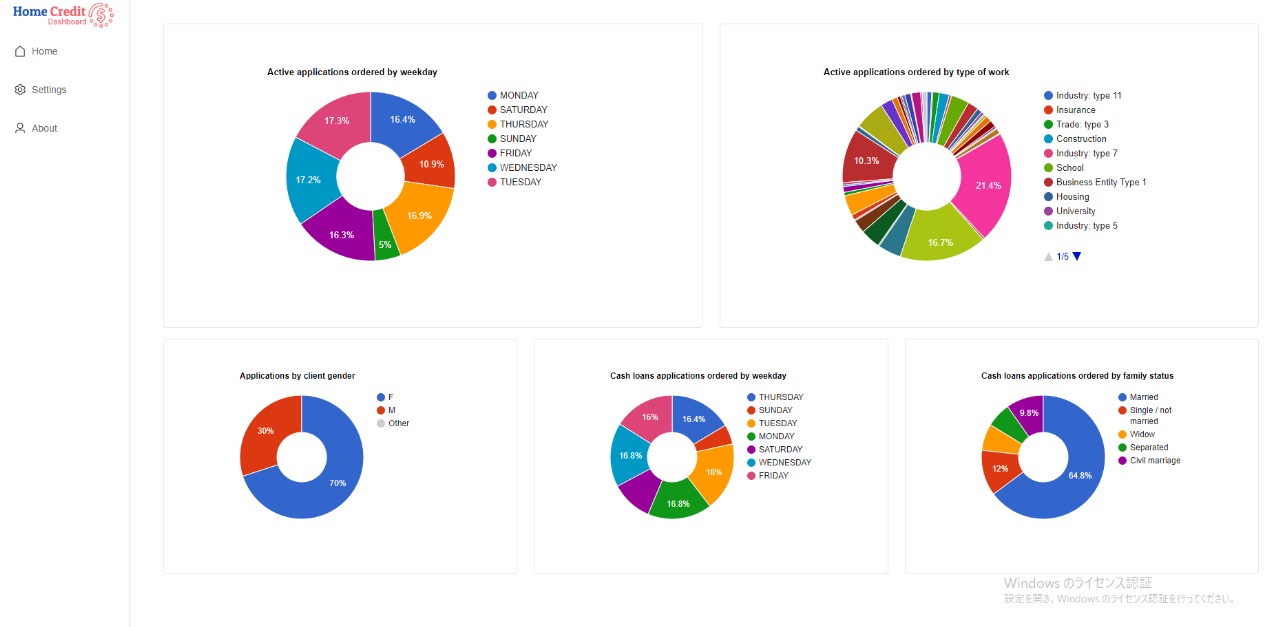 Home Credit
Dashboard
Home
Settings
About
Active applications ordered by weekday
16.4%
10.9%
16.9%
5%
16.3%
17.2%
17.3%
MONDAY
SATURDAY
THURSDAY
SUNDAY
FRIDAY
WEDNESDAY
TUESDAY
Active applications ordered by type of work
21.4%
16.7%
10.3%
Industry: type 11
Insurance
Trade: type 3
Construction
Industry: type 7
School
Business Entity Type 1
Housing
University
Industry: type 5
1/5
Applications by client gender
30%
70%
F
M
Other
Cash loans applications ordered by weekday
16.4%
18%
16.8%
16.8%
16%
THURSDAY
SUNDAY
TUESDAY
MONDAY
SATURDAY
WEDNESDAY
FRIDAY
Cash loans applications ordered by family status
9.8%
12%
64.8%
Married
Single / not
married
Widow
Separated
Civil marriage
Windows のライセンス認証
設定を開き、Windows のライセンス認証を行ってください。